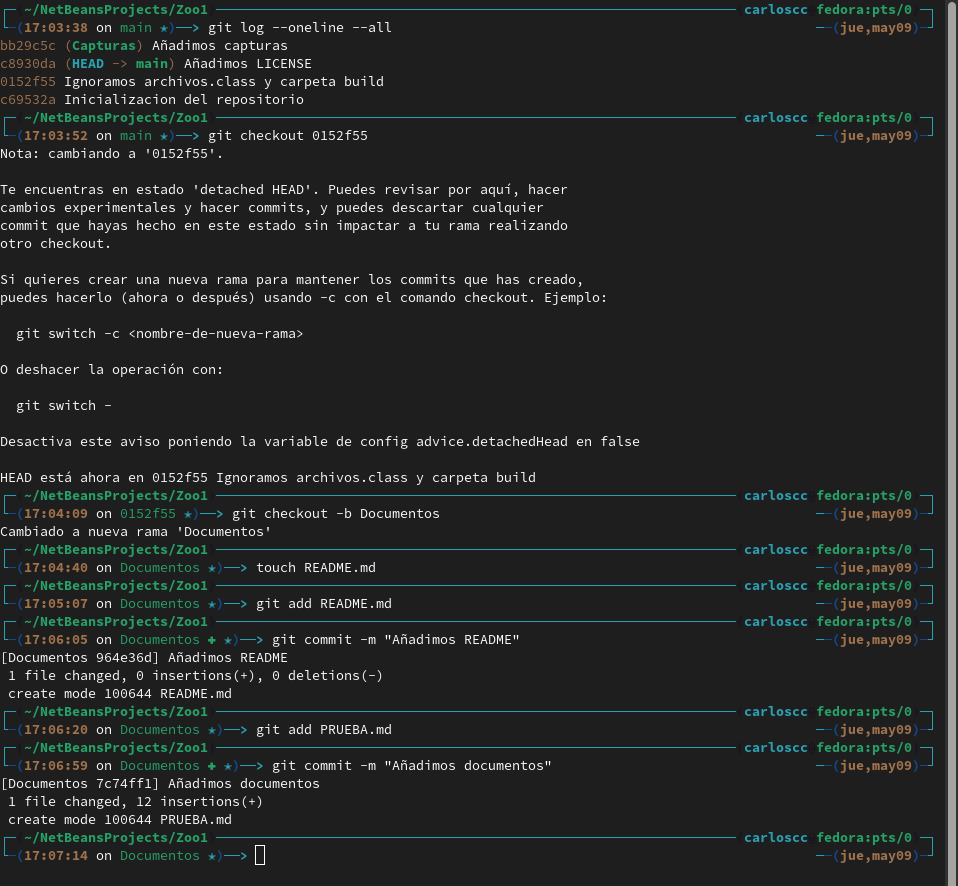 ~/NetBeansProjects/Zoo1 carloscc fedora:pts/0
(17:03:38 on main ★)──> git log --oneline --all ─(jue,may09)─
bb29c5c (Capturas) Añadimos capturas
c8930da (HEAD -> main) Añadimos LICENSE
0152f55 Ignoramos archivos.class y carpeta build
c69532a Inicializacion del repositorio
~/NetBeansProjects/Zoo1 carloscc fedora:pts/0
(17:03:52 on main ★)──> git checkout 0152f55 ─(jue,may09)─
Nota: cambiando a '0152f55'.
Te encuentras en estado 'detached HEAD'. Puedes revisar por aquí, hacer
cambios experimentales y hacer commits, y puedes descartar cualquier
commit que hayas hecho en este estado sin impactar a tu rama realizando
otro checkout.
Si quieres crear una nueva rama para mantener los commits que has creado,
puedes hacerlo (ahora o después) usando -c con el comando checkout. Ejemplo:
git switch -c <nombre-de-nueva-rama>
O deshacer la operación con:
git switch -
Desactiva este aviso poniendo la variable de config advice.detachedHead en false
HEAD está ahora en 0152f55 Ignoramos archivos.class y carpeta build
~/NetBeansProjects/Zoo1 carloscc fedora:pts/0
(17:04:09 on 0152f55 ★)──> git checkout -b Documentos ─(jue,may09)─
Cambiado a nueva rama 'Documentos'
~/NetBeansProjects/Zoo1 carloscc fedora:pts/0
(17:04:40 on Documentos ★)──> touch README.md ─(jue,may09)─
~/NetBeansProjects/Zoo1 carloscc fedora:pts/0
(17:05:07 on Documentos ★)──> git add README.md ─(jue,may09)─
~/NetBeansProjects/Zoo1 carloscc fedora:pts/0
(17:06:05 on Documentos ✚ ★)──> git commit -m "Añadimos README" ─(jue,may09)─
[Documentos 964e36d] Añadimos README
1 file changed, 0 insertions(+), 0 deletions(-)
create mode 100644 README.md
~/NetBeansProjects/Zoo1 carloscc fedora:pts/0
(17:06:20 on Documentos ★)──> git add PRUEBA.md ─(jue,may09)─
~/NetBeansProjects/Zoo1 carloscc fedora:pts/0
(17:06:59 on Documentos ✚ ★)──> git commit -m "Añadimos documentos" ─(jue,may09)─
[Documentos 7c74ff1] Añadimos documentos
1 file changed, 12 insertions(+)
create mode 100644 PRUEBA.md
~/NetBeansProjects/Zoo1 carloscc fedora:pts/0
(17:07:14 on Documentos ★)──> ─(jue,may09)─